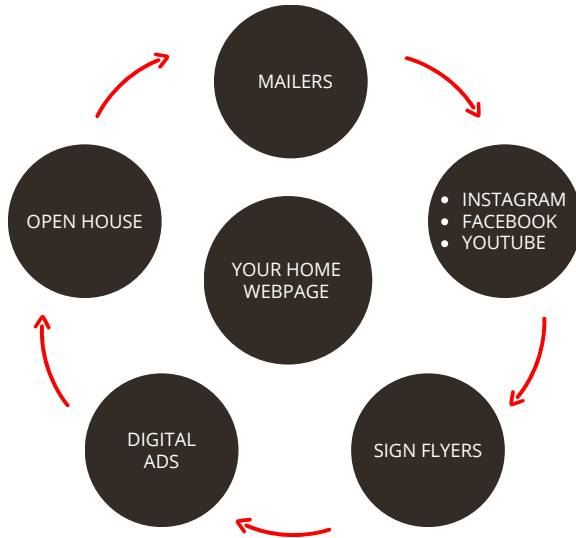 MAILERS
• INSTAGRAM
• FACEBOOK
• YOUTUBE
OPEN HOUSE
YOUR HOME
WEBPAGE
DIGITAL
ADS
SIGN FLYERS